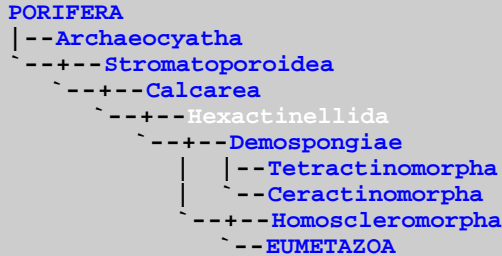 PORIFERA
|--Archaeocyatha
`--+--Stromatoporoidea
`--+--Calcarea
`--+--Hexactinellida
`--+--Demospongiae
| |--Tetractinomorpha
| `--Ceractinomorpha
`--+--Homoscleromorpha
`--EUMETAZOA